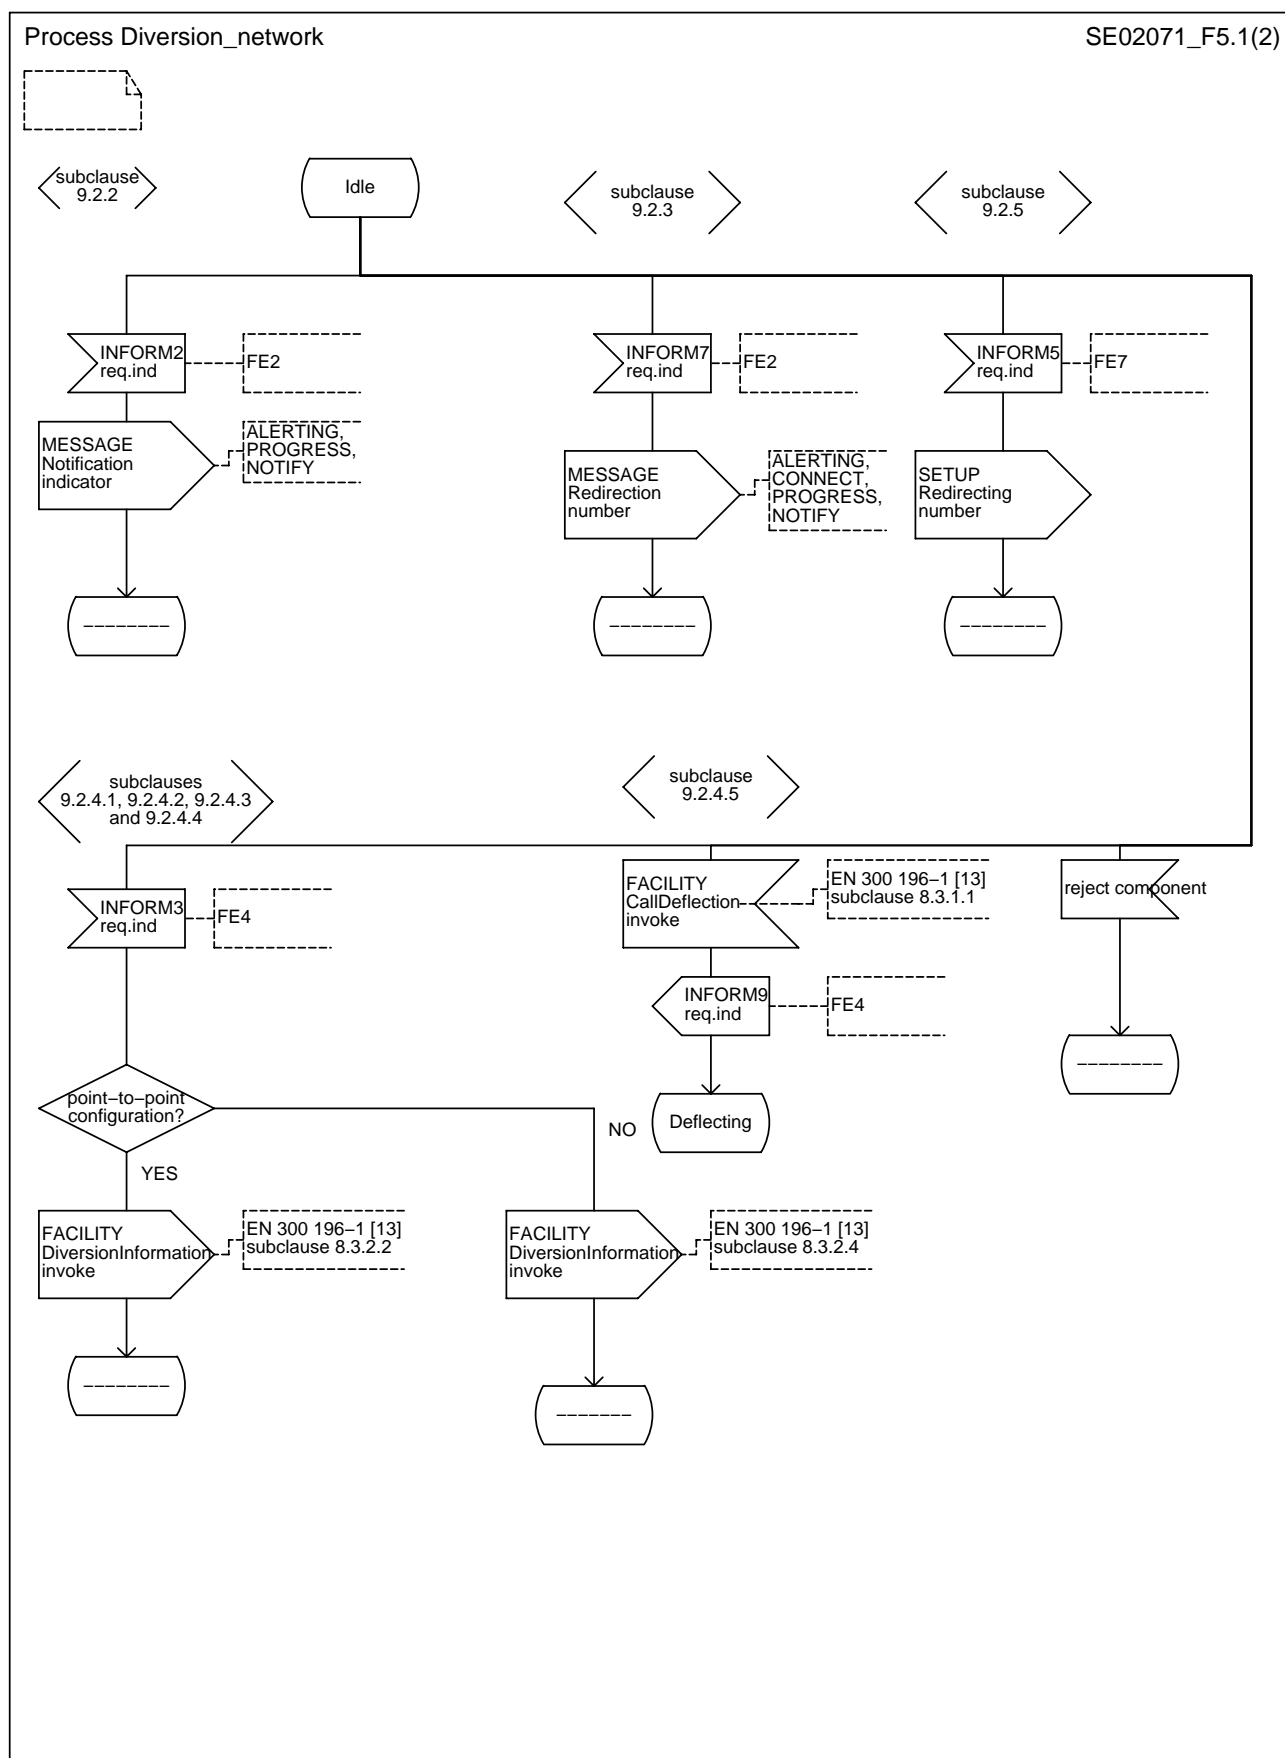 Process Diversion_network
SE02071_F5.1(2)
subclause
9.2.2
Idle
subclause
9.2.3
subclause
9.2.5
INFORM2
req.ind
FE2
INFORM7
req.ind
FE2
INFORM5
req.ind
FE7
MESSAGE
Notification
indicator
ALERTING,
PROGRESS,
NOTIFY
MESSAGE
Redirection
number
ALERTING,
CONNECT,
PROGRESS,
NOTIFY
SETUP
Redirecting
number
−−−−−−−−
−−−−−−−−
−−−−−−−−
subclauses
9.2.4.1, 9.2.4.2, 9.2.4.3
and 9.2.4.4
subclause
9.2.4.5
INFORM3
req.ind
FE4
FACILITY
CallDeflection
invoke
EN 300 196−1 [13]
subclause 8.3.1.1
reject component
INFORM9
req.ind
FE4
−−−−−−−−
point−to−point
configuration?
Deflecting
NO
YES
FACILITY
DiversionInformation
invoke
EN 300 196−1 [13]
subclause 8.3.2.2
FACILITY
DiversionInformation
invoke
EN 300 196−1 [13]
subclause 8.3.2.4
−−−−−−−−
−−−−−−−